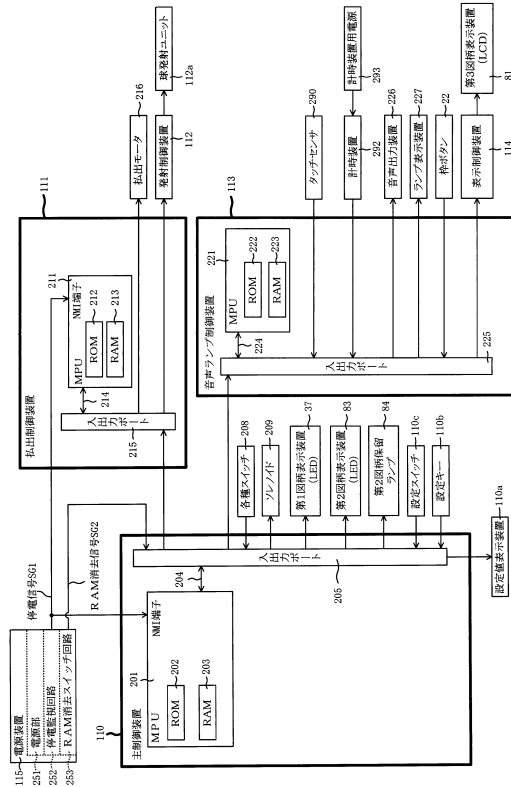 115
電源装置
251
電源部
252
停電監視回路
253
RAM消去スイッチ回路
停電信号SG1
RAM消去信号SG2
払出制御装置
111
MPU
NMI端子
211
ROM
212
RAM
213
214
入出力ポート
215
払出モータ
216
発射制御装置
112
球発射ユニット
112a
110
主制御装置
MPU
201
NMI端子
ROM
202
RAM
203
204
入出力ポート
205
各種スイッチ
208
ソレノイド
209
第1図柄表示装置
(LED)
37
第2図柄表示装置
(LED)
83
第2図柄保留
ランプ
84
設定スイッチ
110c
設定キー
110b
設定値表示装置
110a
音声ランプ制御装置
113
MPU
221
ROM
222
RAM
223
224
入出力ポート
225
タッチセンサ
290
計時装置
292
計時装置用電源
293
音声出力装置
226
ランプ表示装置
227
枠ボタン
22
表示制御装置
114
第3図柄表示装置
(LCD)
81